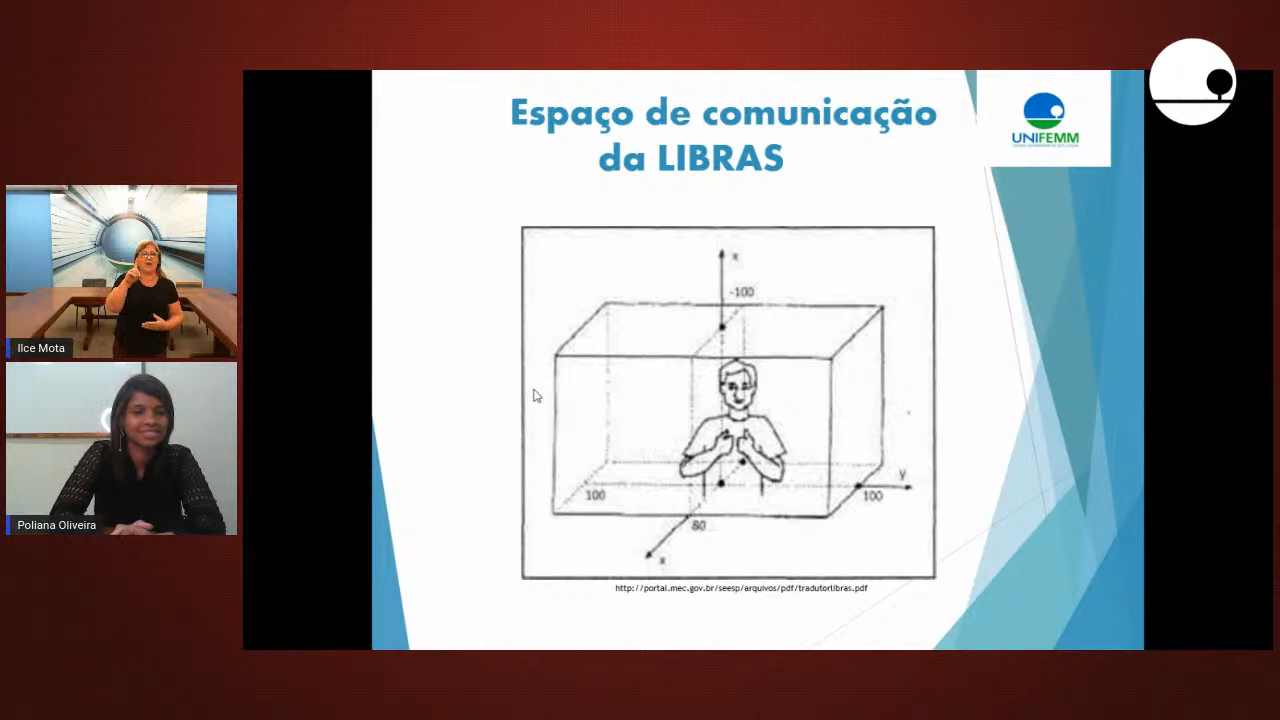 Espaço de comunicação
da LIBRAS
UNIFEMM
x
-100
y
100
100
80
x
http://portal.mec.gov.br/seesp/arquivos/pdf/tradutorlibras.pdf
Ilce Mota
Poliana Oliveira